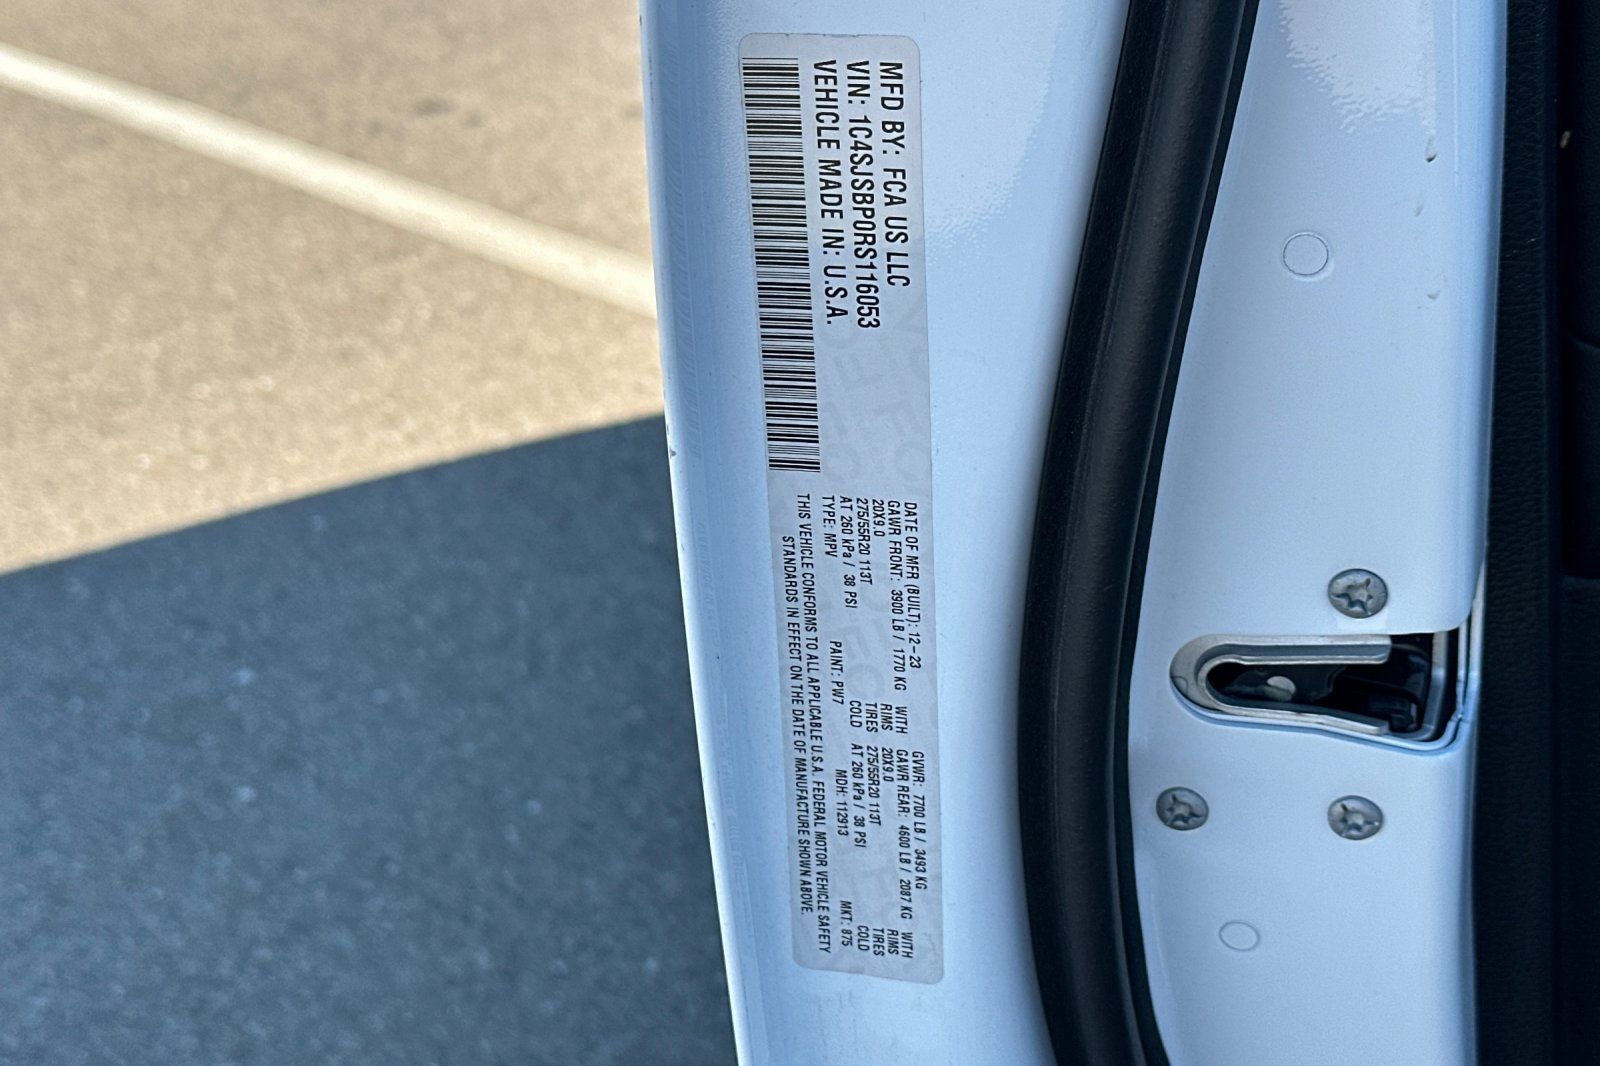 MFD BY: FCA US LLC
VIN: 1C4SJSBP0RS116053
VEHICLE MADE IN: U.S.A.
DATE OF MFR (BUILT): 12-23 GVWR: 7700 LB / 3493 KG
GAWR FRONT: 3900 LB / 1770 KG WITH GAWR REAR: 4600 LB / 2087 KG WITH
20X9.0 RIMS 20X9.0 RIMS
275/55R20 113T TIRES 275/55R20 113T TIRES
AT 260 kPa / 38 PSI COLD AT 260 kPa / 38 PSI COLD
TYPE: MPV PAINT: PW7 MDH: 112913 MKT: 875
THIS VEHICLE CONFORMS TO ALL APPLICABLE U.S.A. FEDERAL MOTOR VEHICLE SAFETY
STANDARDS IN EFFECT ON THE DATE OF MANUFACTURE SHOWN ABOVE.